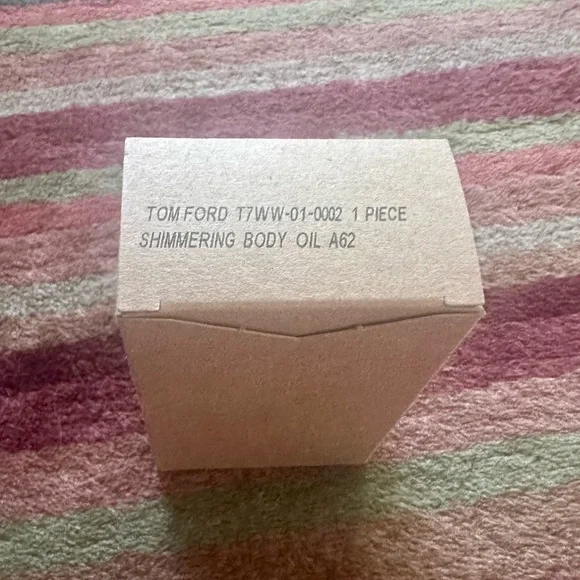 TOM FORD T7WW-01-0002 1 PIECE
SHIMMERING BODY OIL A62